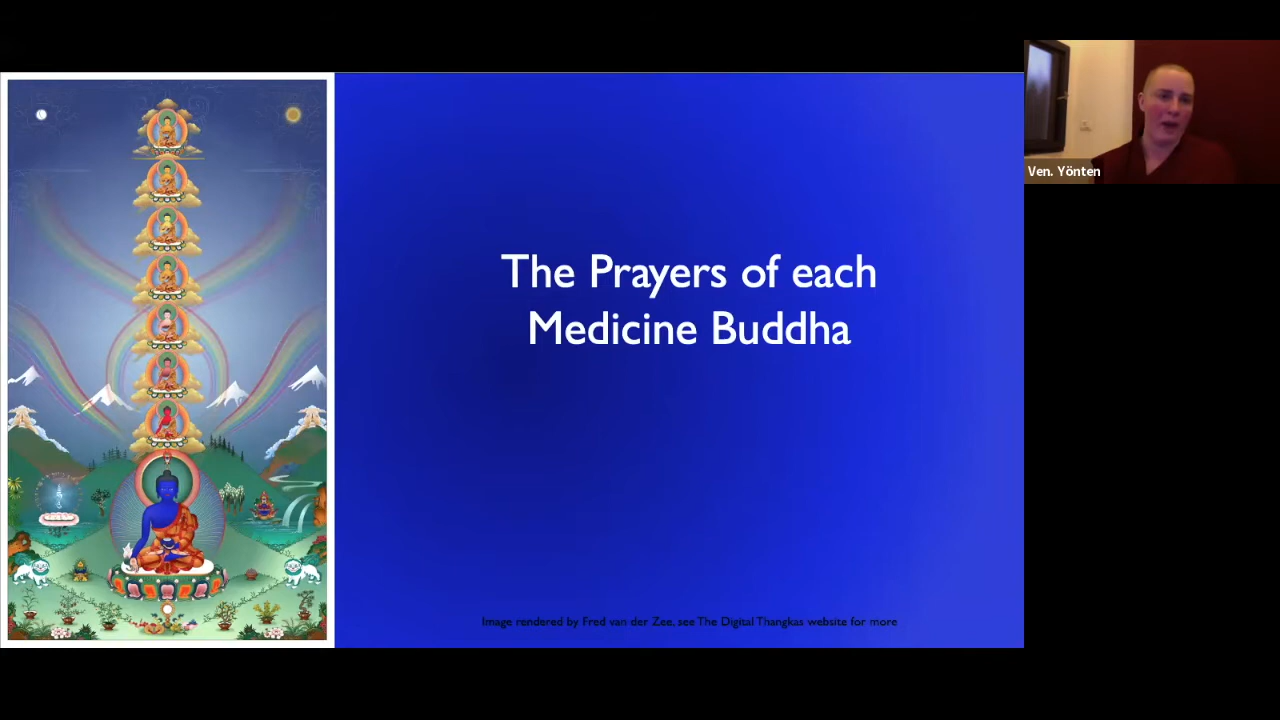 The Prayers of each
Medicine Buddha
Image rendered by Fred van der Zee, see The Digital Thangkas website for more
Ven. Yönten